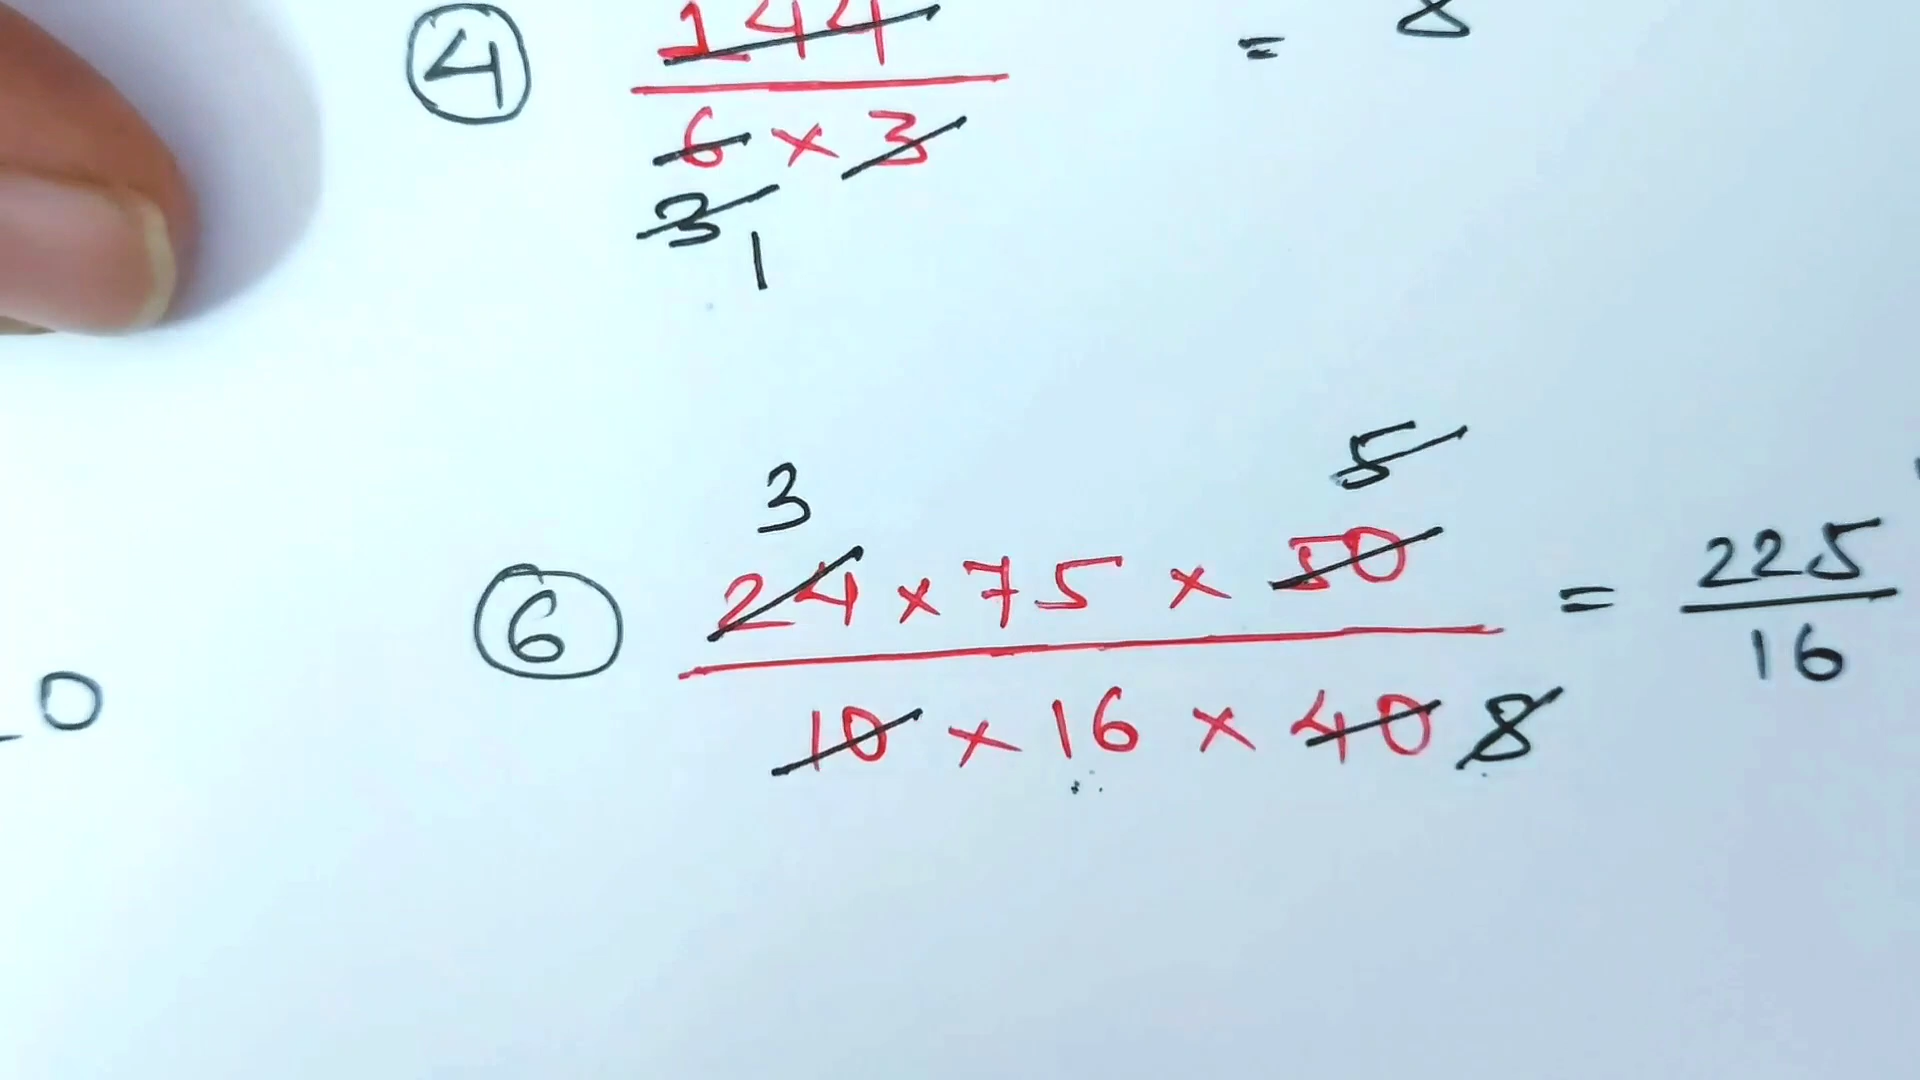 ④ 144 = 8
6 × 3
3
1
3 5
⑥ 24 × 75 × 50 = 225
10 × 16 × 40 8 16
0